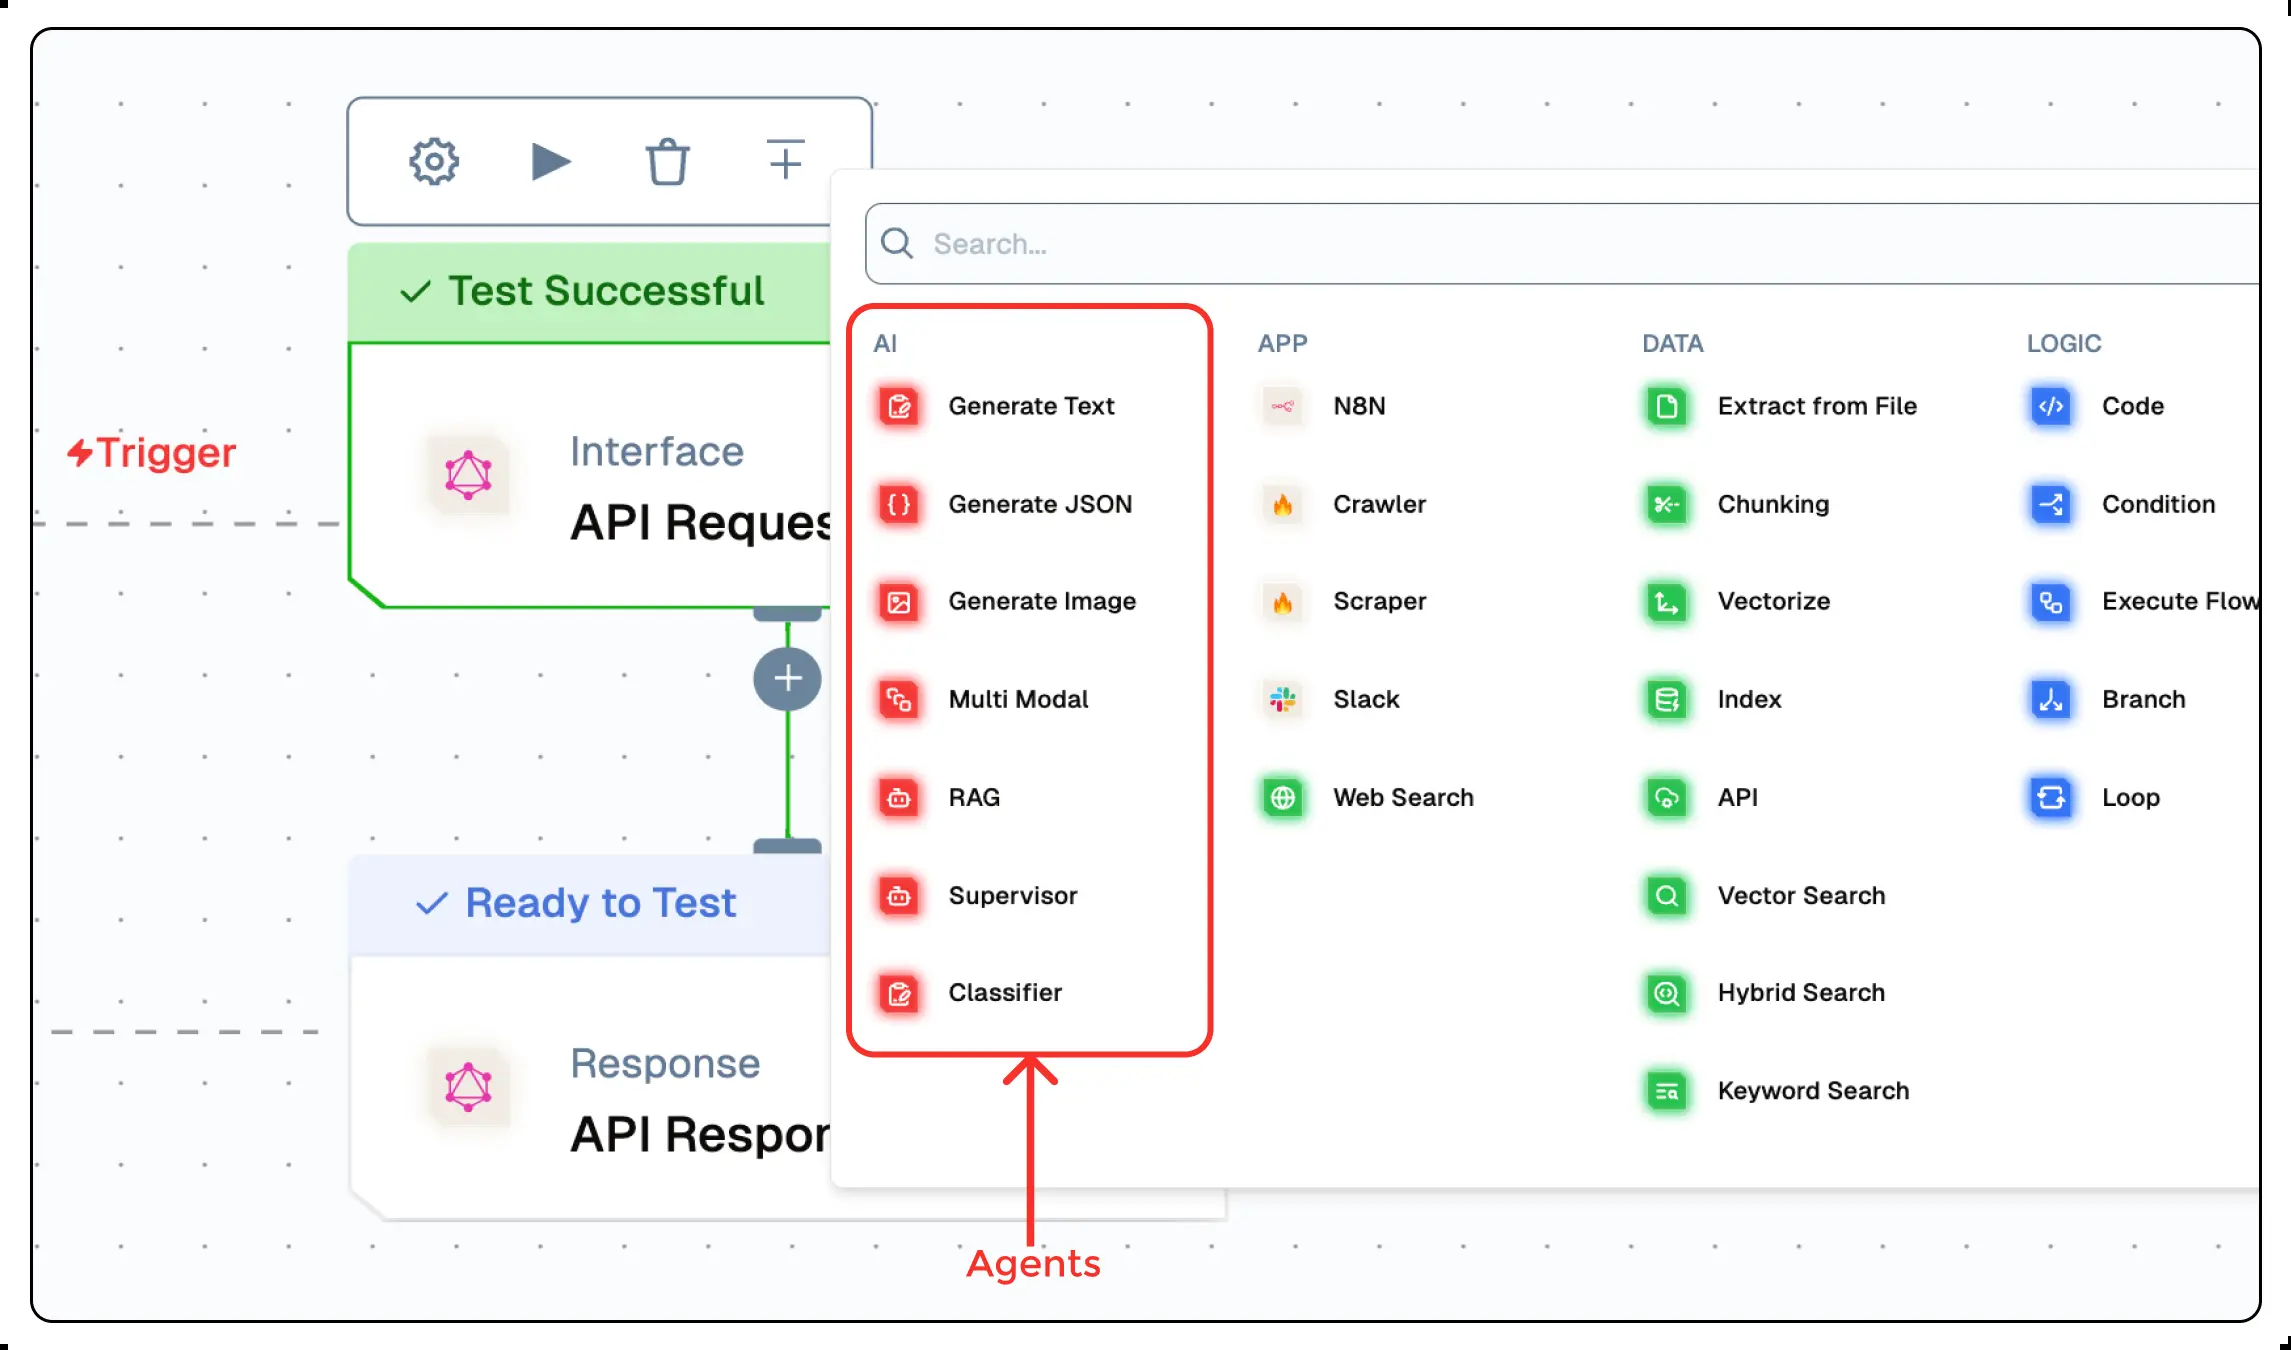 Test Successful
Trigger
Interface
API Reques
Ready to Test
Response
API Respon
Search...
AI
Generate Text
Generate JSON
Generate Image
Multi Modal
RAG
Supervisor
Classifier
APP
N8N
Crawler
Scraper
Slack
Web Search
DATA
Extract from File
Chunking
Vectorize
Index
API
Vector Search
Hybrid Search
Keyword Search
LOGIC
Code
Condition
Execute Flow
Branch
Loop
Agents